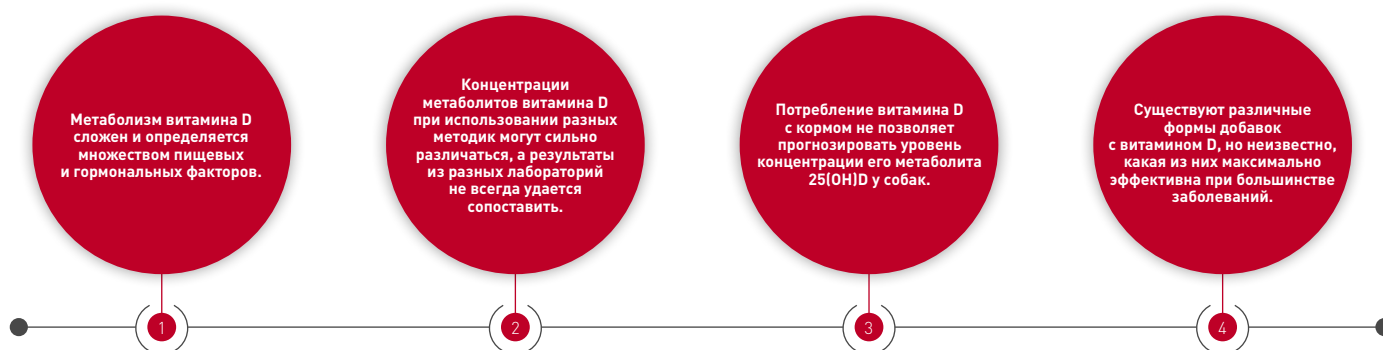 Метаболизм витамина D
сложен и определяется
множеством пищевых
и гормональных факторов.
Концентрации
метаболитов витамина D
при использовании разных
методик могут сильно
различаться, а результаты
из разных лабораторий
не всегда удается
сопоставить.
Потребление витамина D
с кормом не позволяет
прогнозировать уровень
концентрации его метаболита
25(OH)D у собак.
Существуют различные
формы добавок
с витамином D, но неизвестно,
какая из них максимально
эффективна при большинстве
заболеваний.
1
2
3
4